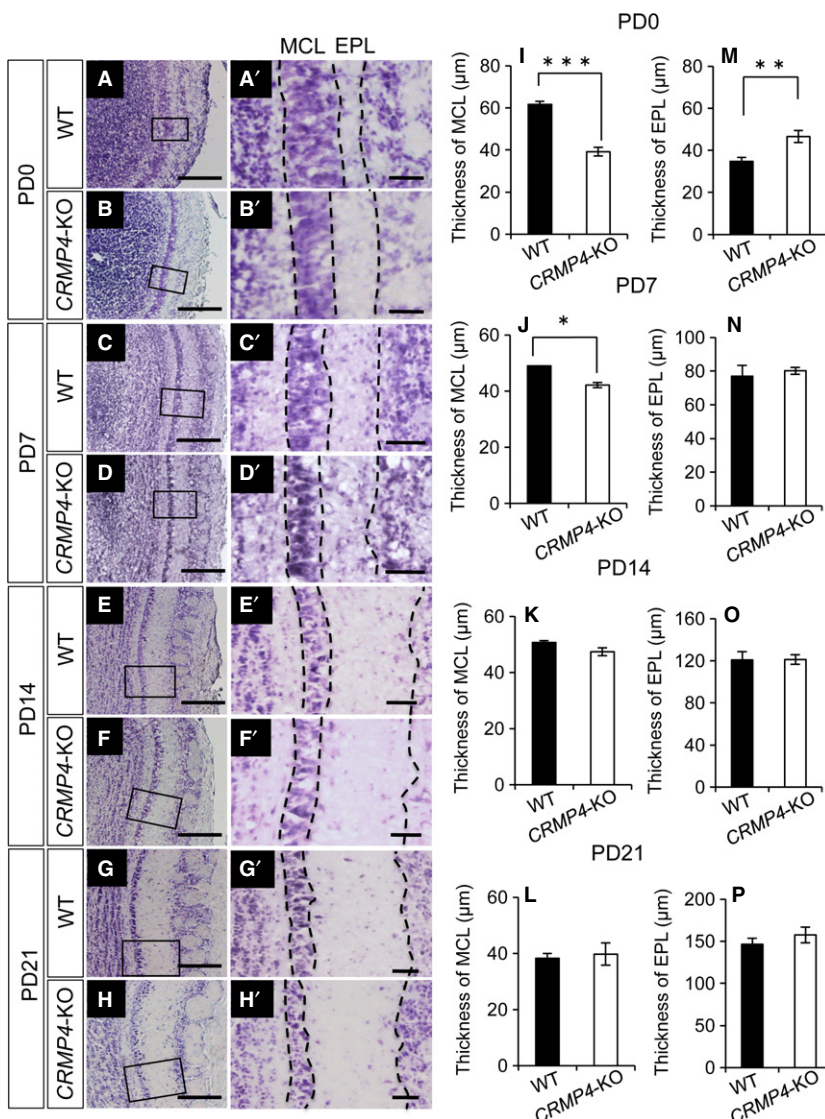 MCL EPL
PD0
WT
A
A′
CRMP4-KO
B
B′
PD7
WT
C
C′
CRMP4-KO
D
D′
PD14
WT
E
E′
CRMP4-KO
F
F′
PD21
WT
G
G′
CRMP4-KO
H
H′
PD0
I
Thickness of MCL (µm)
80
60
40
20
0
***
WT
CRMP4-KO
M
Thickness of EPL (µm)
80
60
40
20
0
**
WT
CRMP4-KO
PD7
J
Thickness of MCL (µm)
60
40
20
0
*
WT
CRMP4-KO
N
Thickness of EPL (µm)
100
80
60
40
20
0
WT
CRMP4-KO
PD14
K
Thickness of MCL (µm)
60
40
20
0
WT
CRMP4-KO
O
Thickness of EPL (µm)
160
120
80
40
0
WT
CRMP4-KO
PD21
L
Thickness of MCL (µm)
60
40
20
0
WT
CRMP4-KO
P
Thickness of EPL (µm)
200
150
100
50
0
WT
CRMP4-KO